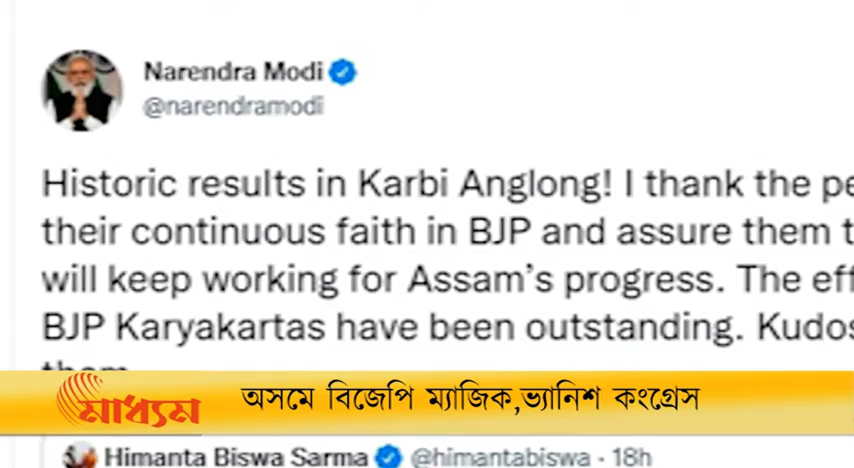 Narendra Modi
@narendramodi
Historic results in Karbi Anglong! I thank the
their continuous faith in BJP and assure them
will keep working for Assam's progress. The
BJP Karyakartas have been outstanding. Kudos
them
মাধ্যম
অসমে বিজেপি ম্যাজিক,ভ্যানিশ কংগ্রেস
Himanta Biswa Sarma @himantabiswa · 18h